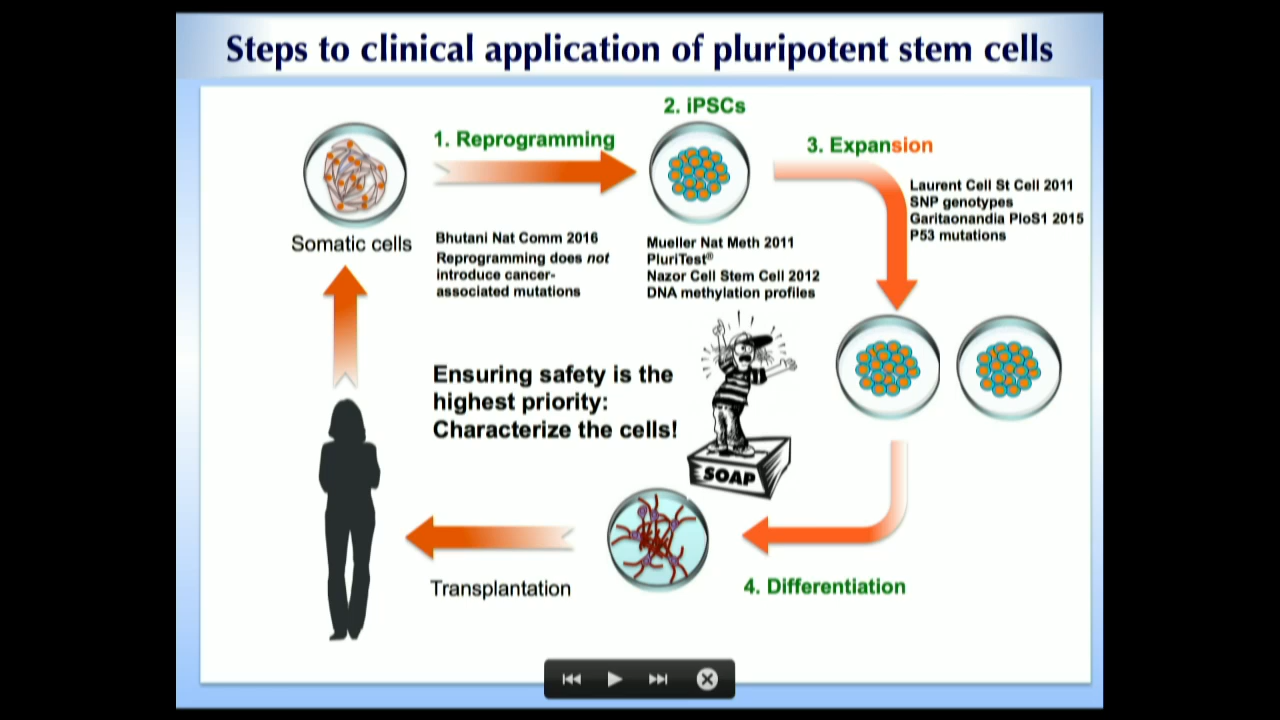 Steps to clinical application of pluripotent stem cells
2. iPSCs
1. Reprogramming
3. Expansion
Laurent Cell St Cell 2011
SNP genotypes
Garitaonandia PloS1 2015
P53 mutations
Somatic cells
Bhutani Nat Comm 2016
Reprogramming does not
introduce cancer-
associated mutations
Mueller Nat Meth 2011
PluriTest®
Nazor Cell Stem Cell 2012
DNA methylation profiles
Ensuring safety is the
highest priority:
Characterize the cells!
SOAP
Transplantation
4. Differentiation